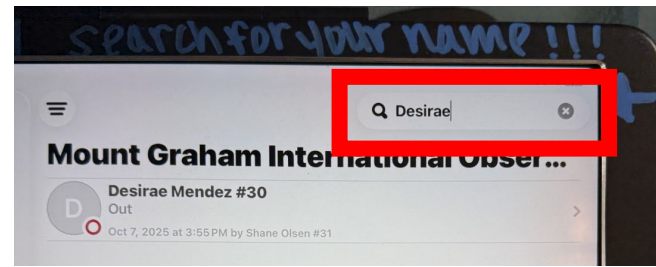 search for your name!!!
Desirae
Mount Graham International Obser...
D
Desirae Mendez #30
Out
Oct 7, 2025 at 3:55 PM by Shane Olsen #31